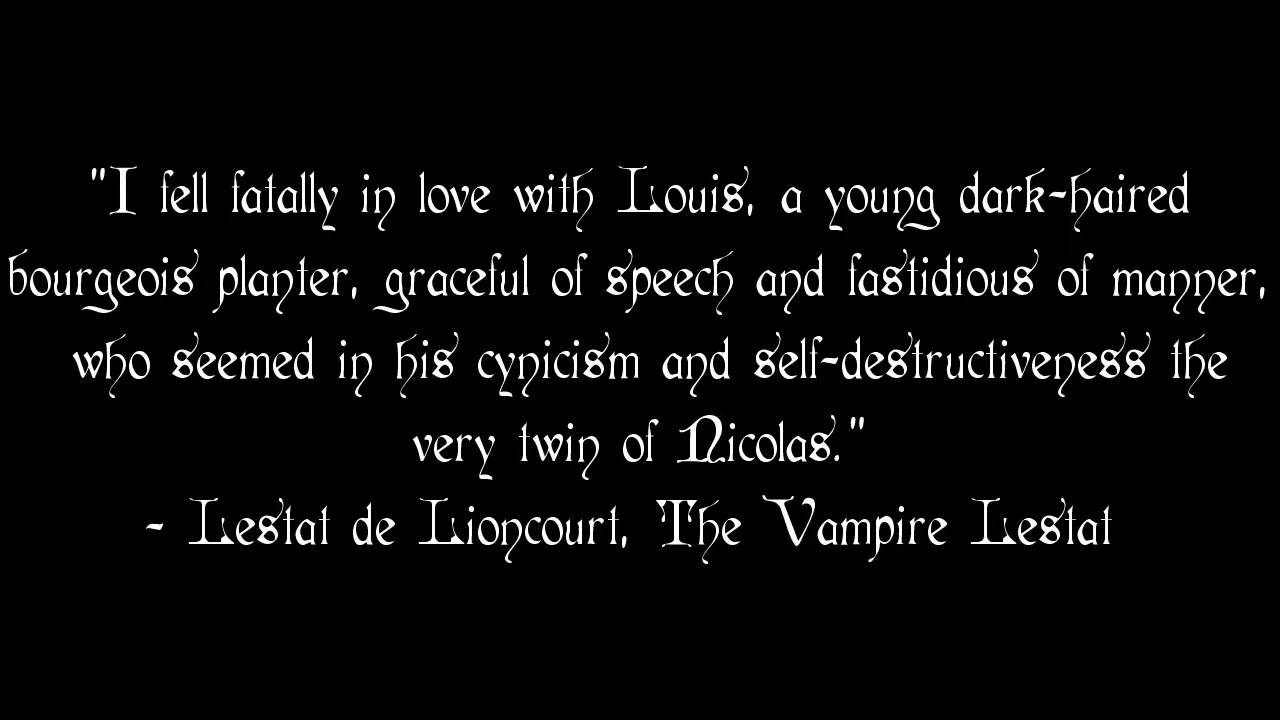 "I fell fatally in love with Louis, a young dark-haired
bourgeois planter, graceful of speech and fastidious of manner,
who seemed in his cynicism and self-destructiveness the
very twin of Nicolas."
- Lestat de Lioncourt, The Vampire Lestat